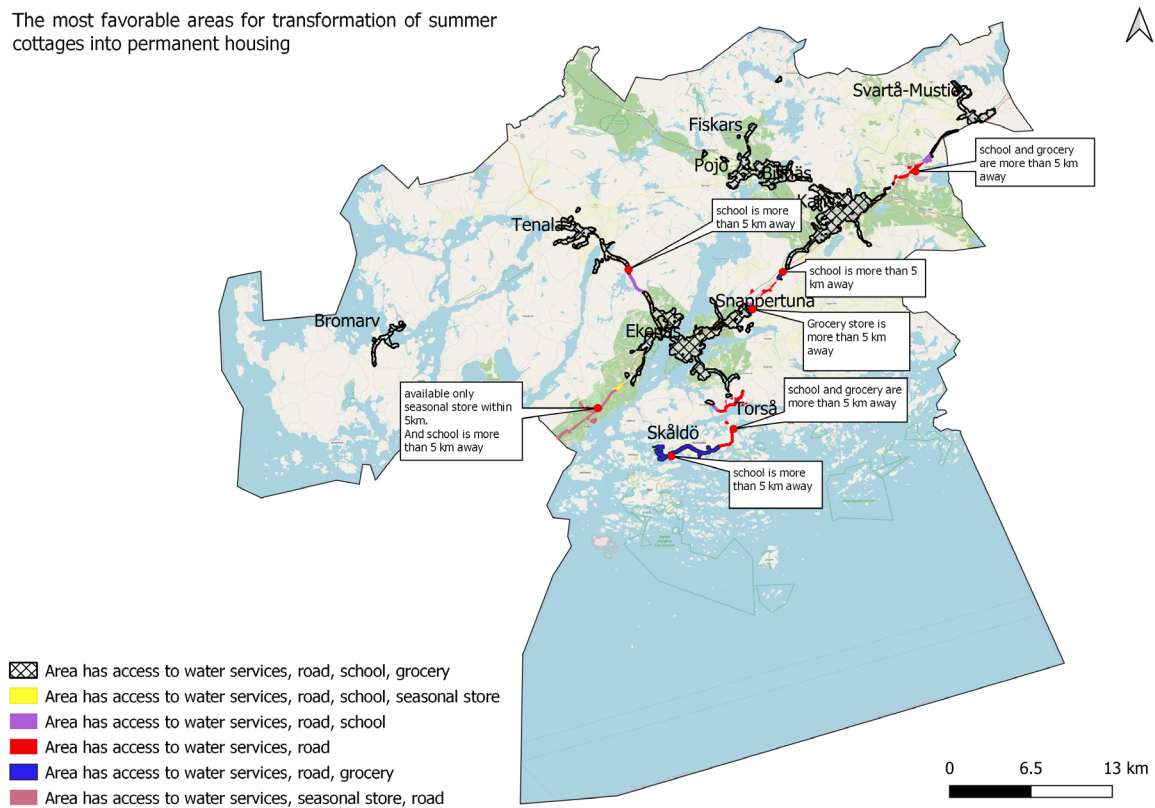 The most favorable areas for transformation of summer
cottages into permanent housing
Svartå-Mustio
Fiskars
Pojo
school and grocery
are more than 5 km
away
school is more
than 5 km away
Tenala
school is more than 5
km away
Snappertuna
Bromarv
Ekenäs
Grocery store is
more than 5 km
away
available only
seasonal store within
5km.
And school is more
than 5 km away
school and grocery are
more than 5 km away
Torså
Skåldö
school is more
than 5 km away
Area has access to water services, road, school, grocery
Area has access to water services, road, school, seasonal store
Area has access to water services, road, school
Area has access to water services, road
Area has access to water services, road, grocery
Area has access to water services, seasonal store, road
0 6.5 13 km